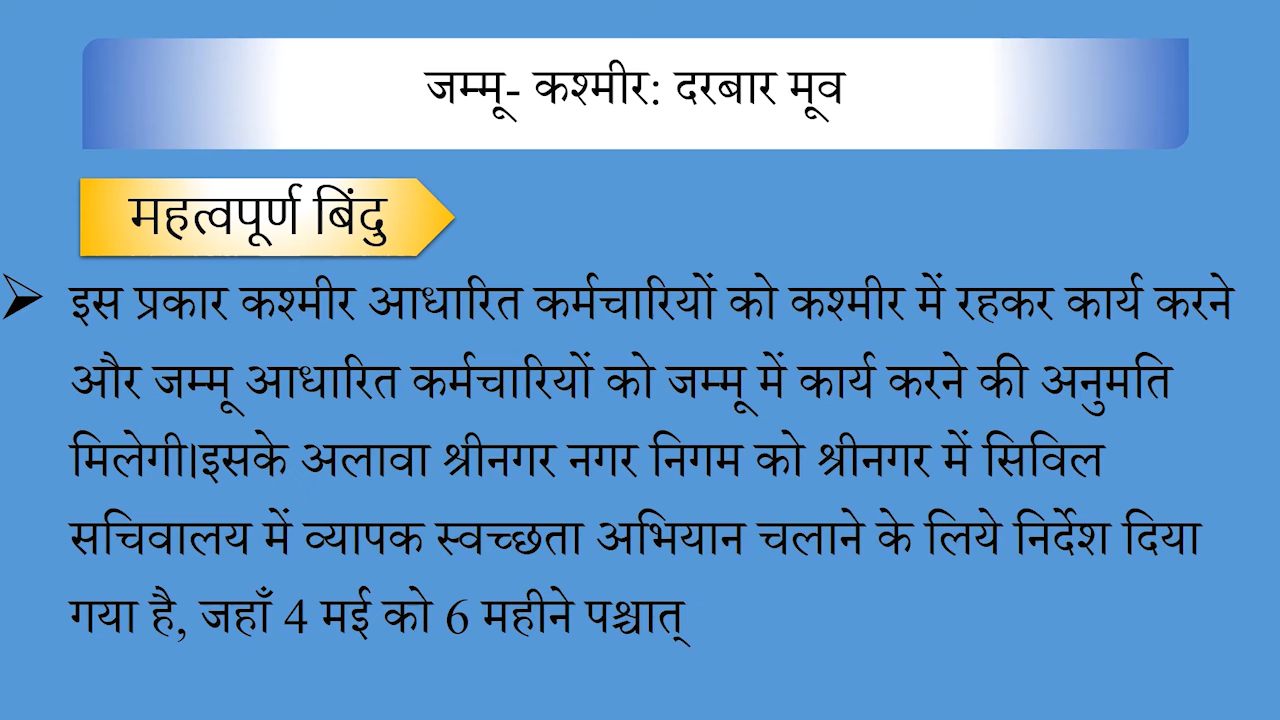 जम्मू- कश्मीर: दरबार मूव
महत्वपूर्ण बिंदु
इस प्रकार कश्मीर आधारित कर्मचारियों को कश्मीर में रहकर कार्य करने
और जम्मू आधारित कर्मचारियों को जम्मू में कार्य करने की अनुमति
मिलेगी।इसके अलावा श्रीनगर नगर निगम को श्रीनगर में सिविल
सचिवालय में व्यापक स्वच्छता अभियान चलाने के लिये निर्देश दिया
गया है, जहाँ 4 मई को 6 महीने पश्चात्